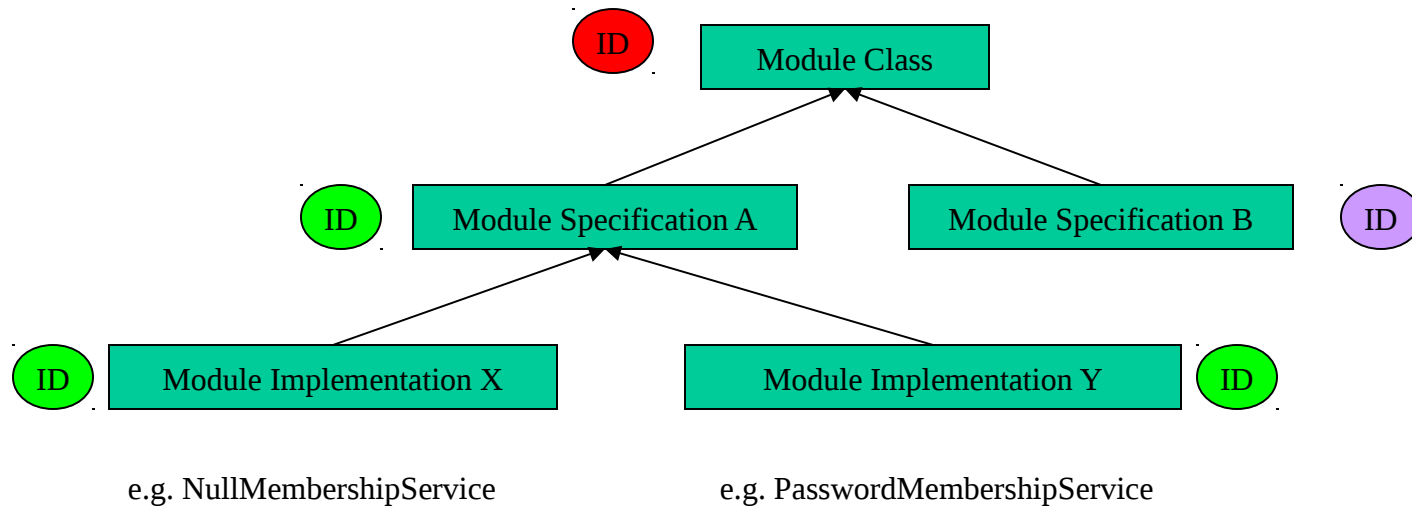 ID
Module Class
ID
Module Specification A
Module Specification B
ID
ID
Module Implementation X
Module Implementation Y
ID
e.g. NullMembershipService
e.g. PasswordMembershipService